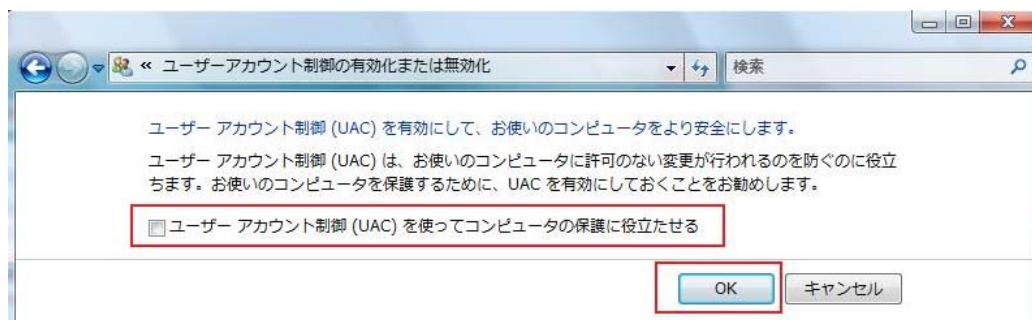 « ユーザーアカウント制御の有効化または無効化
検索
ユーザー アカウント制御 (UAC) を有効にして、お使いのコンピュータをより安全にします。
ユーザー アカウント制御 (UAC) は、お使いのコンピュータに許可のない変更が行われるのを防ぐのに役立
ちます。お使いのコンピュータを保護するために、UAC を有効にしておくことをお勧めします。
ユーザー アカウント制御 (UAC) を使ってコンピュータの保護に役立たせる
OK
キャンセル